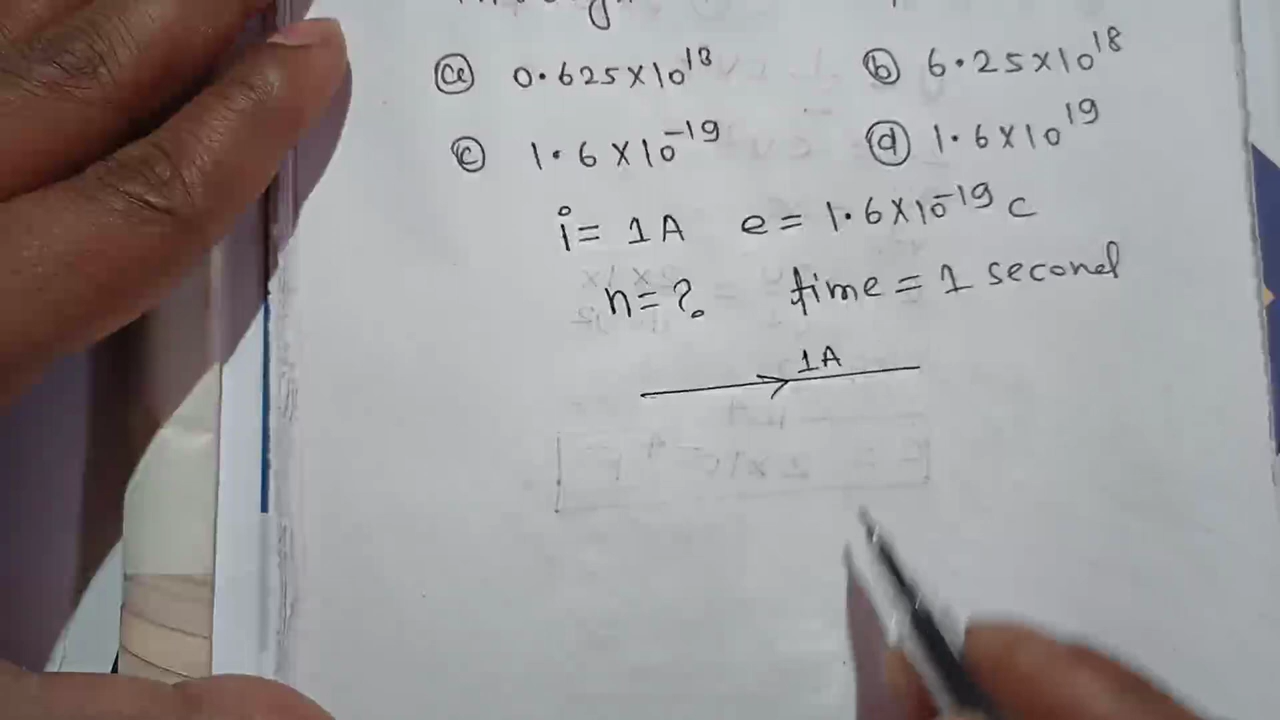 ⓐ 0.625×10¹⁸ ⓑ 6.25×10¹⁸
ⓒ 1.6×10⁻¹⁹ ⓓ 1.6×10¹⁹
i = 1A e = 1.6×10⁻¹⁹ c
n = ? time = 1 second
1A